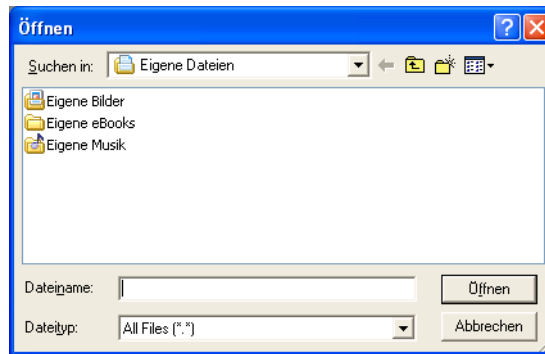 Öffnen
Suchen in: Eigene Dateien
Eigene Bilder
Eigene eBooks
Eigene Musik
Dateiname: Öffnen
Dateityp: All Files (*.*) Abbrechen